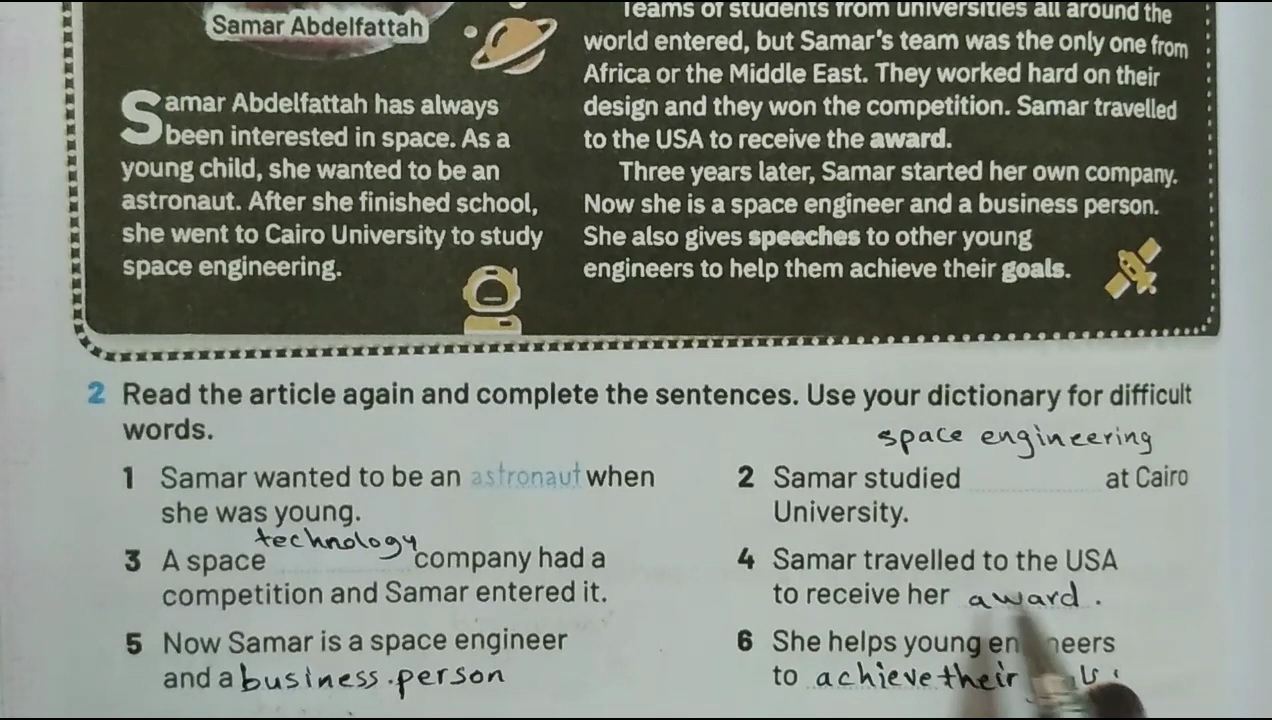 Samar Abdelfattah
Samar Abdelfattah has always
been interested in space. As a
young child, she wanted to be an
astronaut. After she finished school,
she went to Cairo University to study
space engineering.
Teams of students from universities all around the
world entered, but Samar's team was the only one from
Africa or the Middle East. They worked hard on their
design and they won the competition. Samar travelled
to the USA to receive the award.
Three years later, Samar started her own company.
Now she is a space engineer and a business person.
She also gives speeches to other young
engineers to help them achieve their goals.
2 Read the article again and complete the sentences. Use your dictionary for difficult
words.
1 Samar wanted to be an astronaut when
she was young.
space engineering
2 Samar studied at Cairo
University.
technology
3 A space company had a
competition and Samar entered it.
4 Samar travelled to the USA
to receive her award.
5 Now Samar is a space engineer
and a business.person
6 She helps young
to achieve their